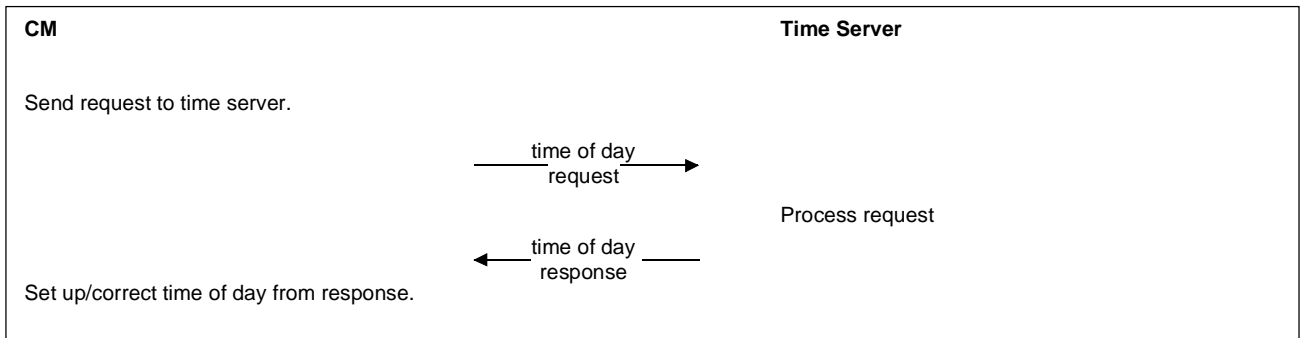 CM
Time Server
Send request to time server.
time of day
request
Process request
time of day
response
Set up/correct time of day from response.